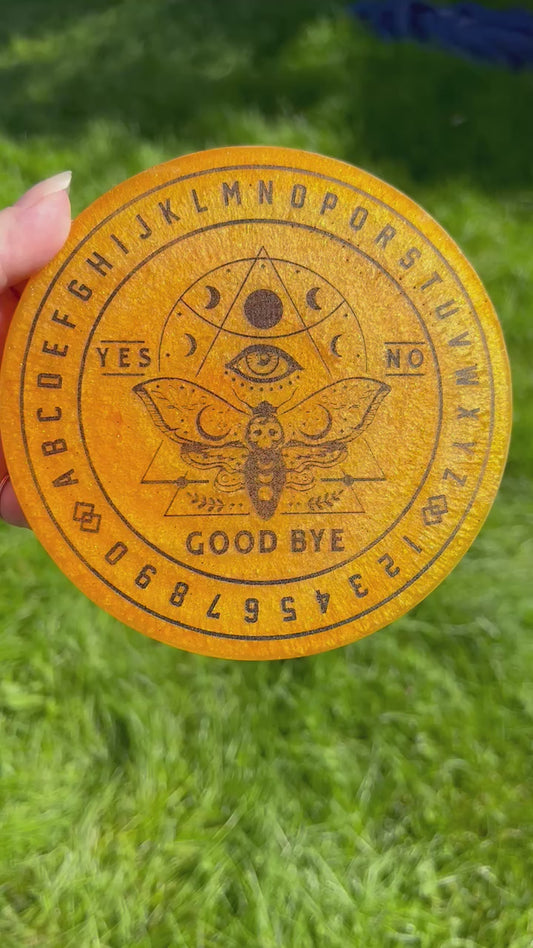 ABCDEFGHIJKLMNOPQRSTUVWXYZ
YES
NO
GOOD BYE
1234567890